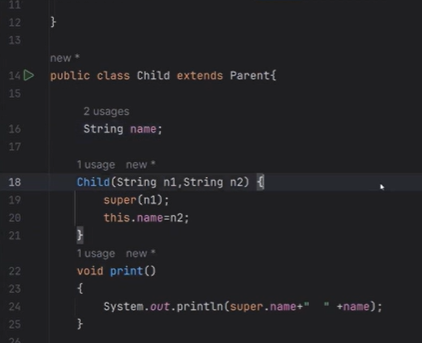 11
12 }
13
new *
14 public class Child extends Parent{
15
2 usages
16 String name;
17
1 usage new *
18 Child(String n1,String n2) {
19 super(n1);
20 this.name=n2;
21 }
1 usage new *
22 void print()
23 {
24 System.out.println(super.name+"  " +name);
25 }
26